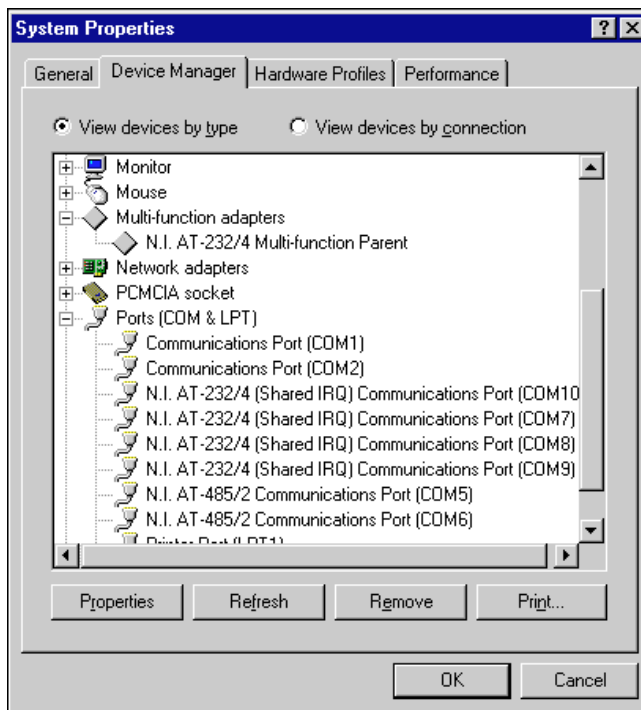 System Properties
General Device Manager Hardware Profiles Performance
View devices by type View devices by connection
Monitor
Mouse
Multi-function adapters
N.I. AT-232/4 Multi-function Parent
Network adapters
PCMCIA socket
Ports (COM & LPT)
Communications Port (COM1)
Communications Port (COM2)
N.I. AT-232/4 (Shared IRQ) Communications Port (COM10
N.I. AT-232/4 (Shared IRQ) Communications Port (COM7)
N.I. AT-232/4 (Shared IRQ) Communications Port (COM8)
N.I. AT-232/4 (Shared IRQ) Communications Port (COM9)
N.I. AT-485/2 Communications Port (COM5)
N.I. AT-485/2 Communications Port (COM6)
Printer Port (LPT1)
Properties Refresh Remove Print...
OK Cancel